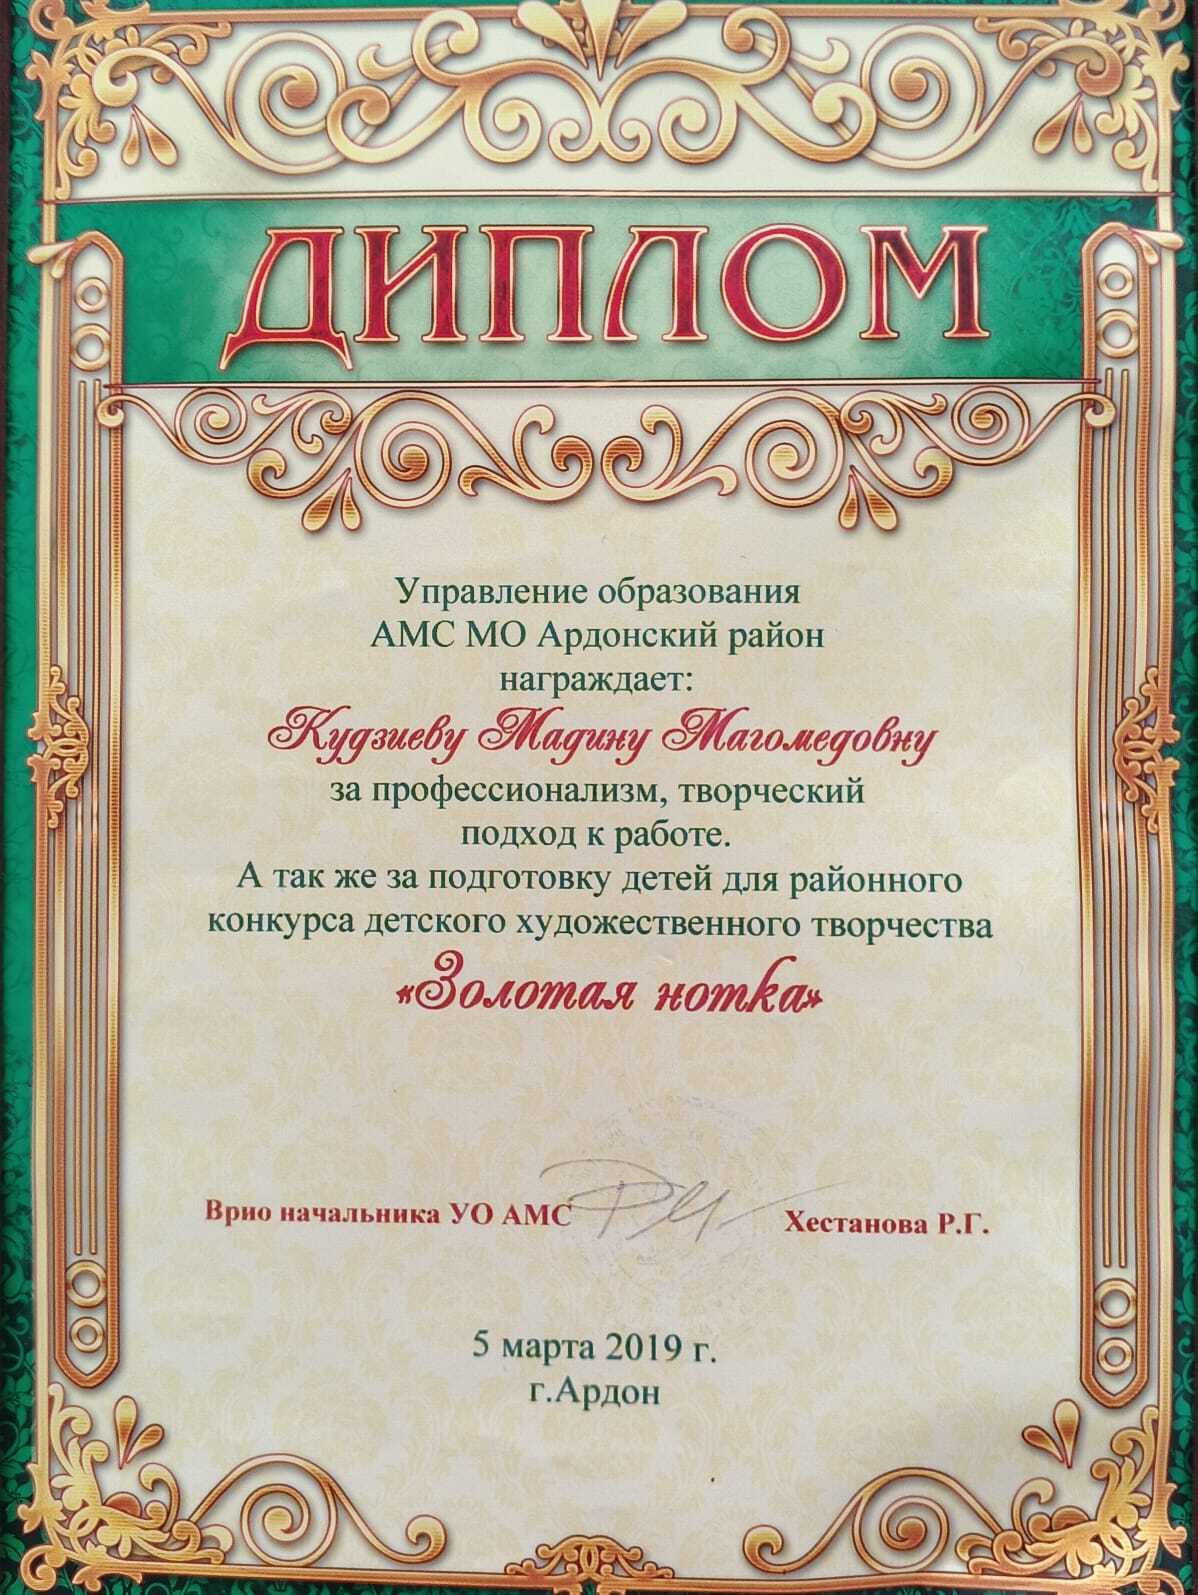 ДИПЛОМ
Управление образования
АМС МО Ардонский район
награждает:
Кудзиеву Мадину Магомедовну
за профессионализм, творческий
подход к работе.
А так же за подготовку детей для районного
конкурса детского художественного творчества
«Золотая нотка»
Врио начальника УО АМС
Хестанова Р.Г.
5 марта 2019 г.
г.Ардон